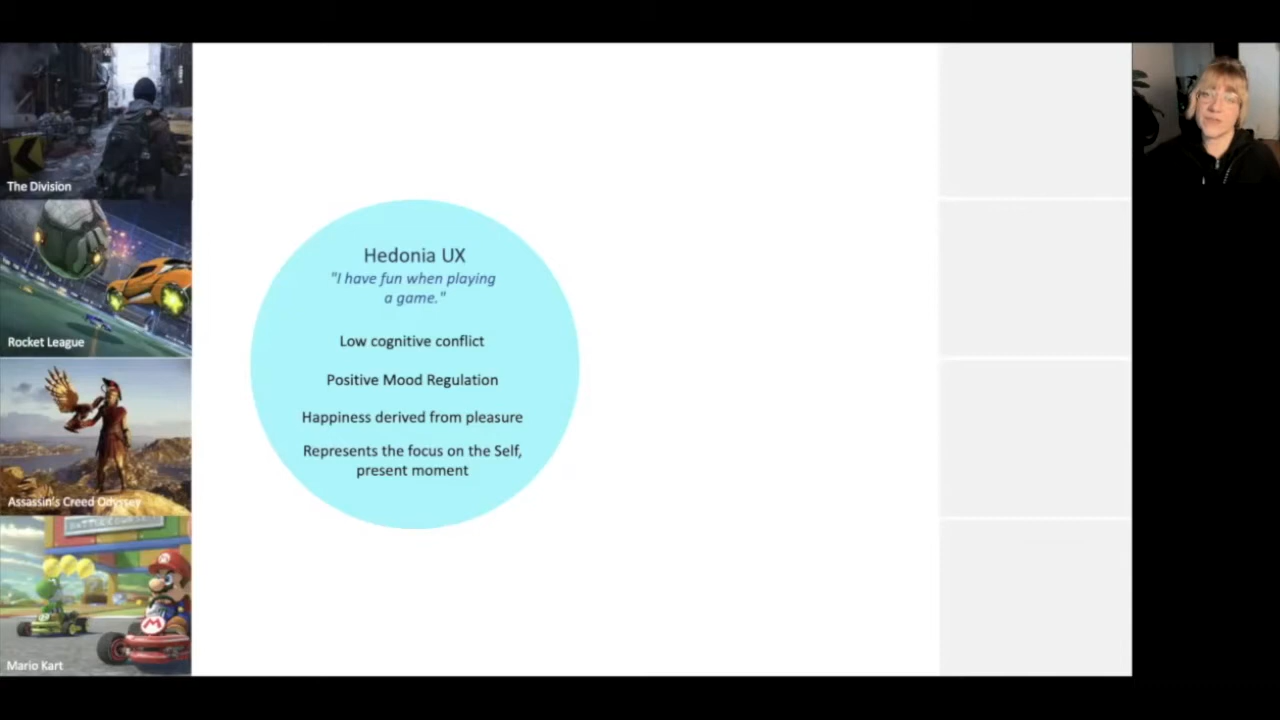 The Division
Rocket League
Assassin's Creed Odyssey
Mario Kart
Hedonia UX
"I have fun when playing
a game."
Low cognitive conflict
Positive Mood Regulation
Happiness derived from pleasure
Represents the focus on the Self,
present moment